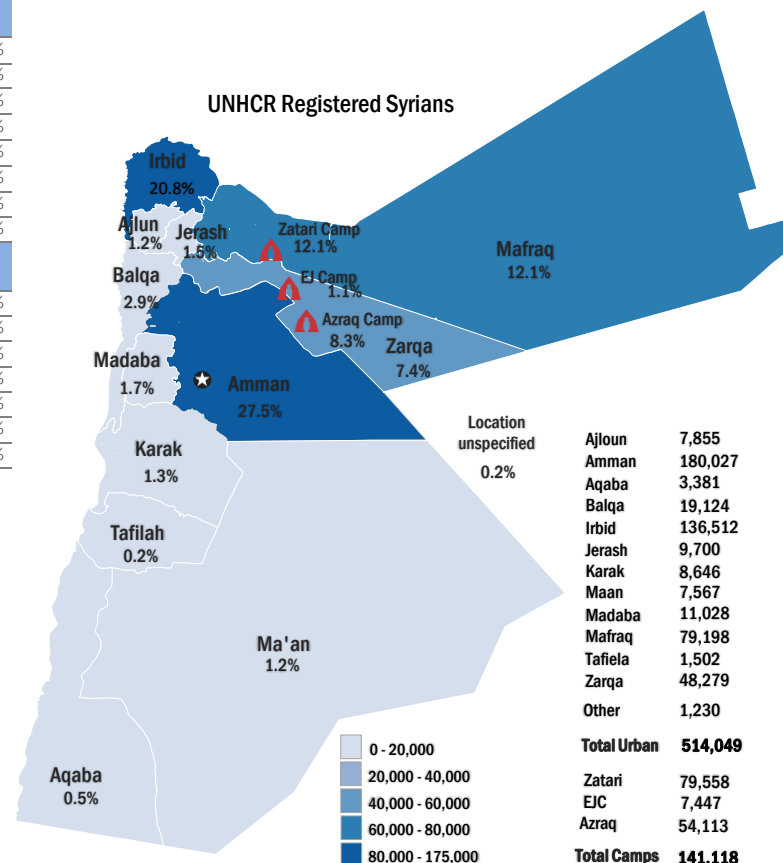 UNHCR Registered Syrians
Irbid
20.8%
Ajlun
1.2%
Jerash
1.5%
Zatari Camp
12.1%
Mafraq
12.1%
Balqa
2.9%
EJ Camp
1.1%
Azraq Camp
8.3%
Zarqa
7.4%
Madaba
1.7%
Amman
27.5%
Location
unspecified
0.2%
Karak
1.3%
Tafilah
0.2%
Ma'an
1.2%
Aqaba
0.5%
0 - 20,000
20,000 - 40,000
40,000 - 60,000
60,000 - 80,000
80,000 - 175,000
Ajloun 7,855
Amman 180,027
Aqaba 3,381
Balqa 19,124
Irbid 136,512
Jerash 9,700
Karak 8,646
Maan 7,567
Madaba 11,028
Mafraq 79,198
Tafiela 1,502
Zarqa 48,279
Other 1,230
Total Urban 514,049
Zatari 79,558
EJC 7,447
Azraq 54,113
Total Camps 141,118